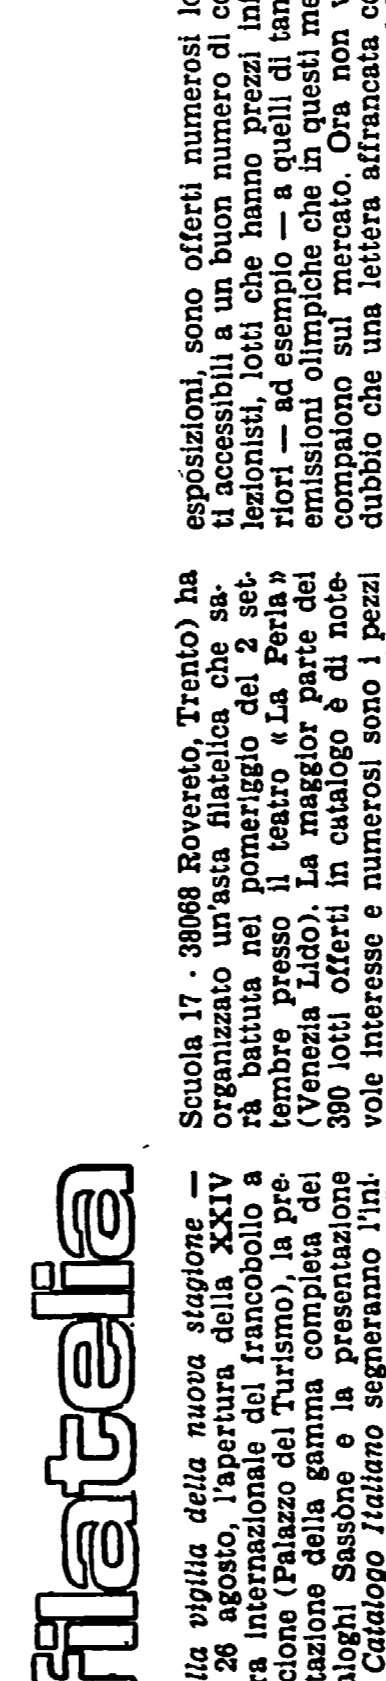 filatelia
lla vigilia della nuova stagione —
26 agosto, l'apertura della XXIV
ra internazionale del francobollo a
cione (Palazzo del Turismo), la pre-
tazione della gamma completa dei
aloghi Sassone e la presentazione
Catalogo Italiano segneranno l'ini-
Scuola 17 - 38068 Rovereto, Trento) ha
organizzato un'asta filatelica che sa-
rà battuta nel pomeriggio del 2 set-
tembre presso il teatro «La Perla»
(Venezia Lido). La maggior parte dei
390 lotti offerti in catalogo è di note-
vole interesse e numerosi sono i pezzi
esposizioni, sono offerti numerosi lo
ti accessibili a un buon numero di co
lezionisti, lotti che hanno prezzi inf
riori — ad esempio — a quelli di tan
emissioni olimpiche che in questi me
compaiono sul mercato. Ora non v
dubbio che una lettera affrancata co